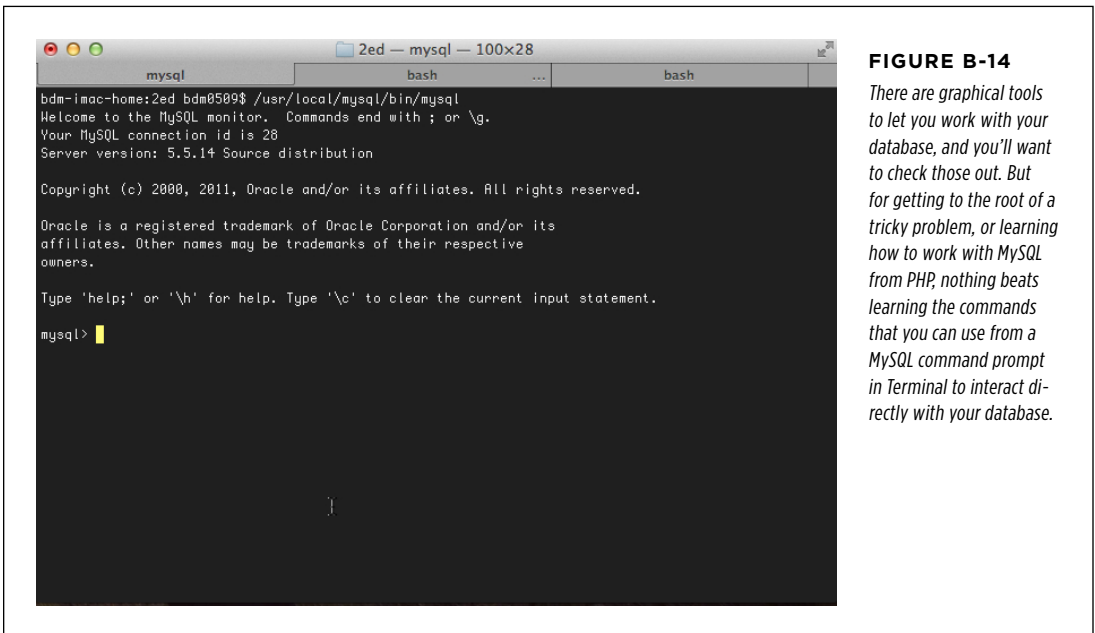 2ed — mysql — 100×28
mysql
bash
...
bash
bdm-imac-home:2ed bdm0509$ /usr/local/mysql/bin/mysql
Welcome to the MySQL monitor.  Commands end with ; or \g.
Your MySQL connection id is 28
Server version: 5.5.14 Source distribution
Copyright (c) 2000, 2011, Oracle and/or its affiliates. All rights reserved.
Oracle is a registered trademark of Oracle Corporation and/or its
affiliates. Other names may be trademarks of their respective
owners.
Type 'help;' or '\h' for help. Type '\c' to clear the current input statement.
mysql>
FIGURE B-14
There are graphical tools
to let you work with your
database, and you’ll want
to check those out. But
for getting to the root of a
tricky problem, or learning
how to work with MySQL
from PHP, nothing beats
learning the commands
that you can use from a
MySQL command prompt
in Terminal to interact di-
rectly with your database.